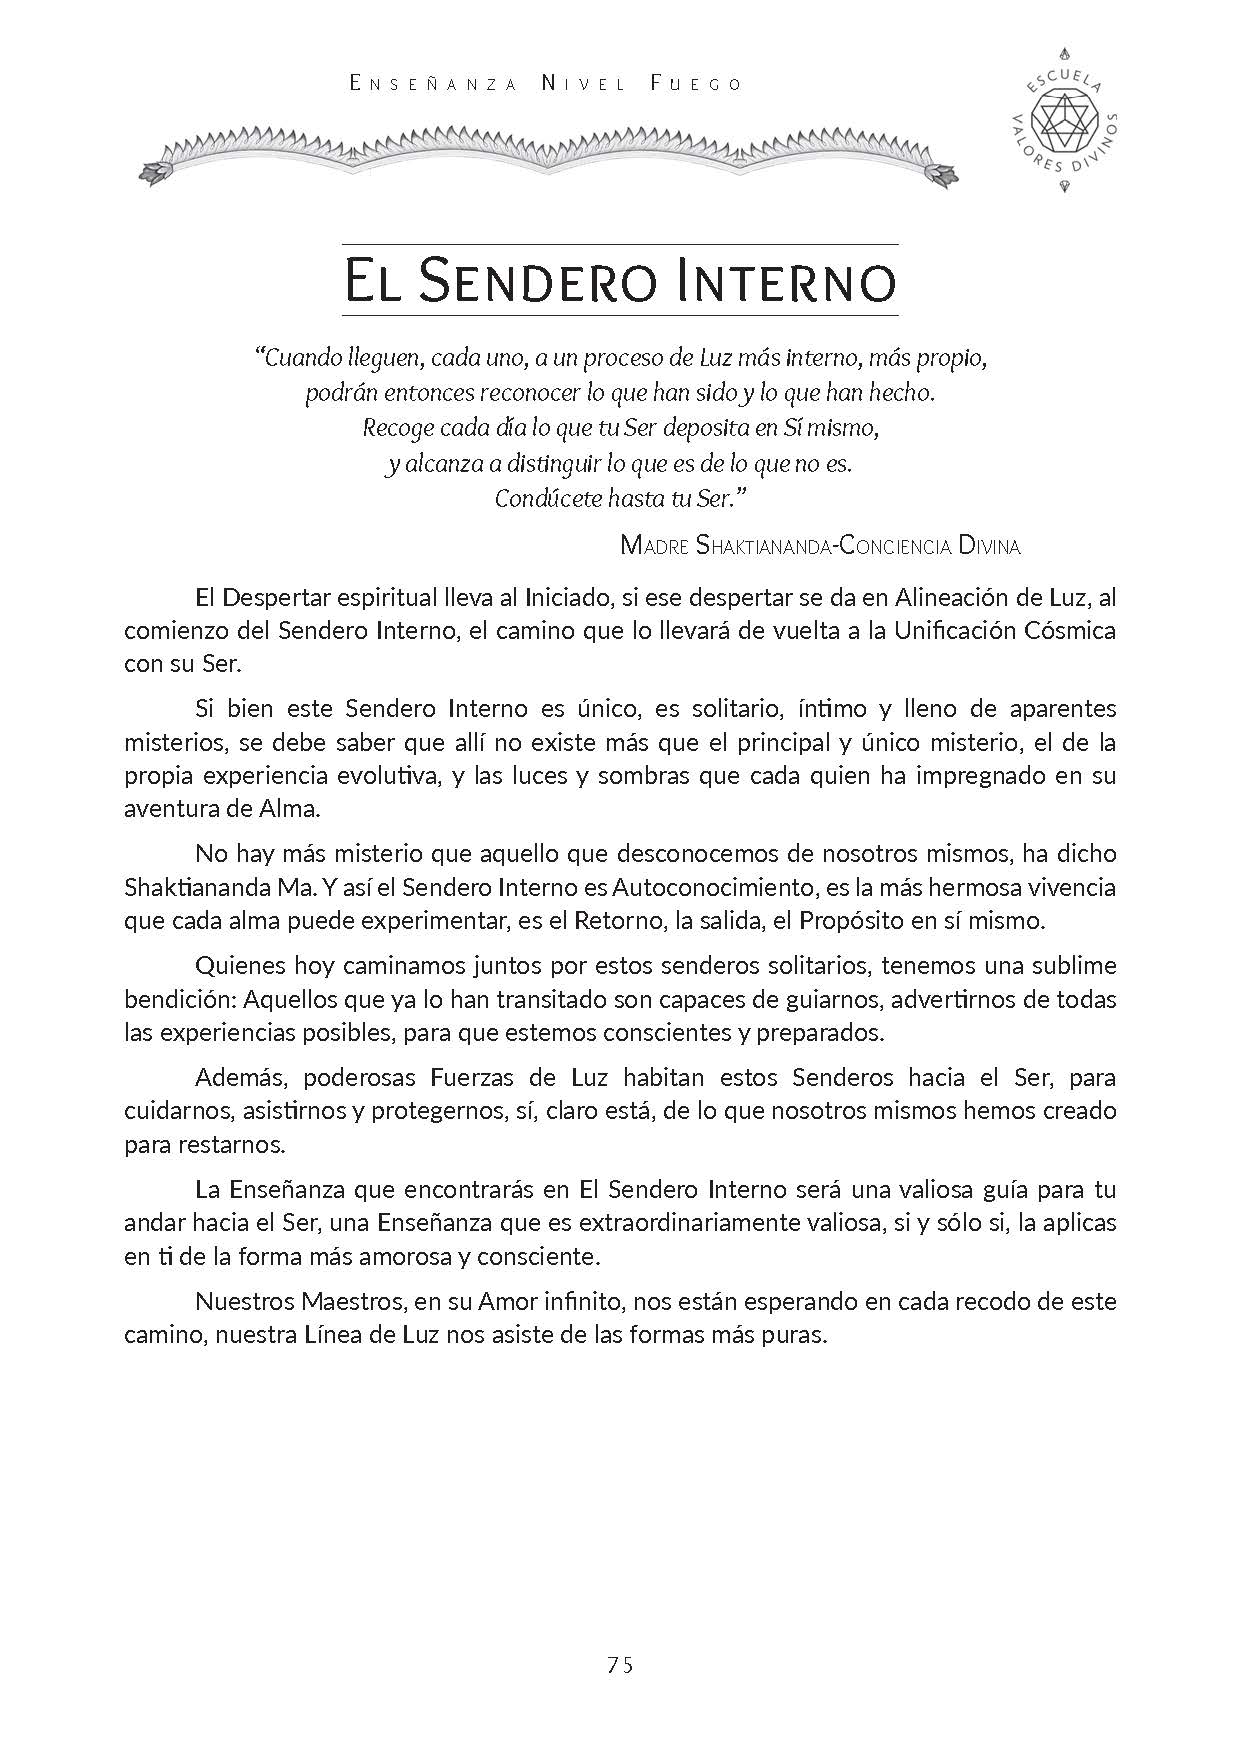 Enseñanza Nivel Fuego
ESCUELA
VALORES DIVINOS
El Sendero Interno
“Cuando lleguen, cada uno, a un proceso de Luz más interno, más propio,
podrán entonces reconocer lo que han sido y lo que han hecho.
Recoge cada día lo que tu Ser deposita en Sí mismo,
y alcanza a distinguir lo que es de lo que no es.
Condúcete hasta tu Ser.”
Madre Shaktiananda-Conciencia Divina
El Despertar espiritual lleva al Iniciado, si ese despertar se da en Alineación de Luz, al
comienzo del Sendero Interno, el camino que lo llevará de vuelta a la Unificación Cósmica
con su Ser.
Si bien este Sendero Interno es único, es solitario, íntimo y lleno de aparentes
misterios, se debe saber que allí no existe más que el principal y único misterio, el de la
propia experiencia evolutiva, y las luces y sombras que cada quien ha impregnado en su
aventura de Alma.
No hay más misterio que aquello que desconocemos de nosotros mismos, ha dicho
Shaktiananda Ma. Y así el Sendero Interno es Autoconocimiento, es la más hermosa vivencia
que cada alma puede experimentar, es el Retorno, la salida, el Propósito en sí mismo.
Quienes hoy caminamos juntos por estos senderos solitarios, tenemos una sublime
bendición: Aquellos que ya lo han transitado son capaces de guiarnos, advertirnos de todas
las experiencias posibles, para que estemos conscientes y preparados.
Además, poderosas Fuerzas de Luz habitan estos Senderos hacia el Ser, para
cuidarnos, asistirnos y protegernos, sí, claro está, de lo que nosotros mismos hemos creado
para restarnos.
La Enseñanza que encontrarás en El Sendero Interno será una valiosa guía para tu
andar hacia el Ser, una Enseñanza que es extraordinariamente valiosa, si y sólo si, la aplicas
en ti de la forma más amorosa y consciente.
Nuestros Maestros, en su Amor infinito, nos están esperando en cada recodo de este
camino, nuestra Línea de Luz nos asiste de las formas más puras.
75